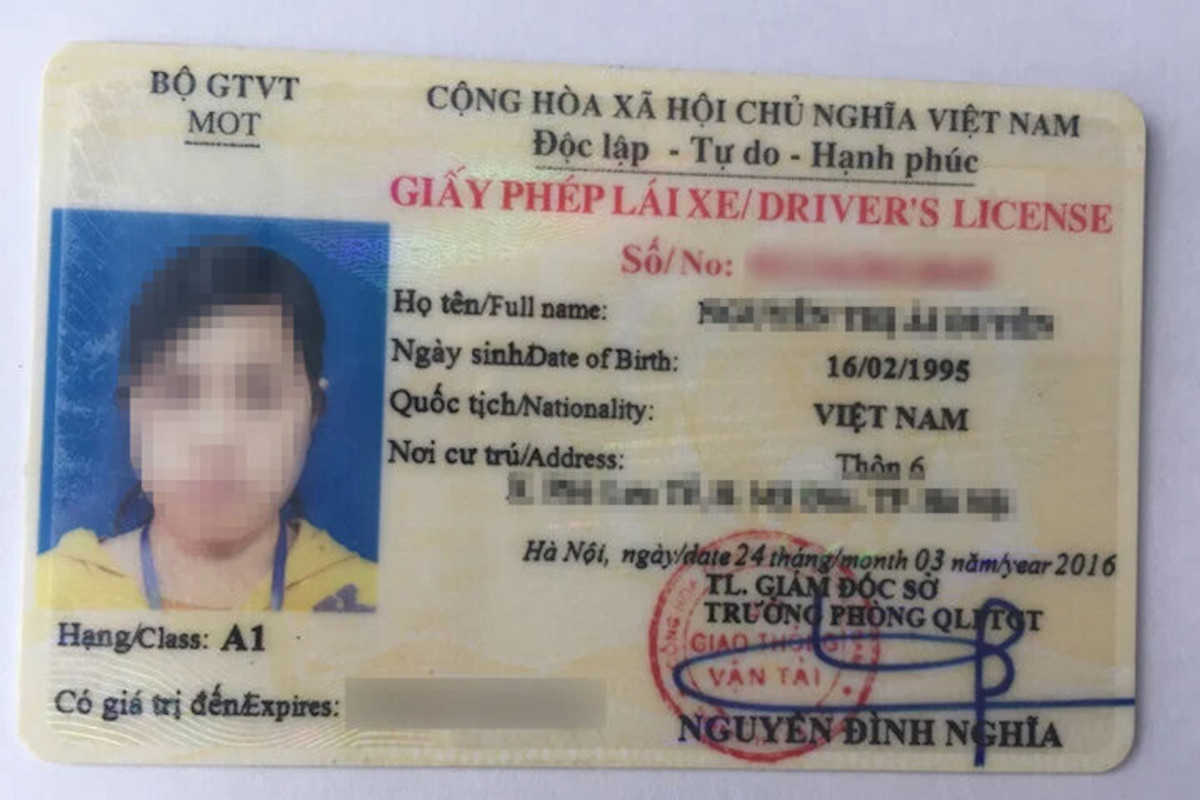 BỘ GTVT
MOT
CỘNG HÒA XÃ HỘI CHỦ NGHĨA VIỆT NAM
Độc lập - Tự do - Hạnh phúc
GIẤY PHÉP LÁI XE/ DRIVER'S LICENSE
Số/ No:
Họ tên/Full name:
Ngày sinh/Date of Birth: 16/02/1995
Quốc tịch/Nationality: VIỆT NAM
Nơi cư trú/Address: Thôn 6
Hà Nội, ngày/date 24 tháng/month 03 năm/year 2016
TL. GIÁM ĐỐC SỞ
TRƯỞNG PHÒNG QLPTGT
GIAO THÔNG
VẬN TẢI
NGUYỄN ĐÌNH NGHĨA
Hạng/Class: A1
Có giá trị đến/Expires: